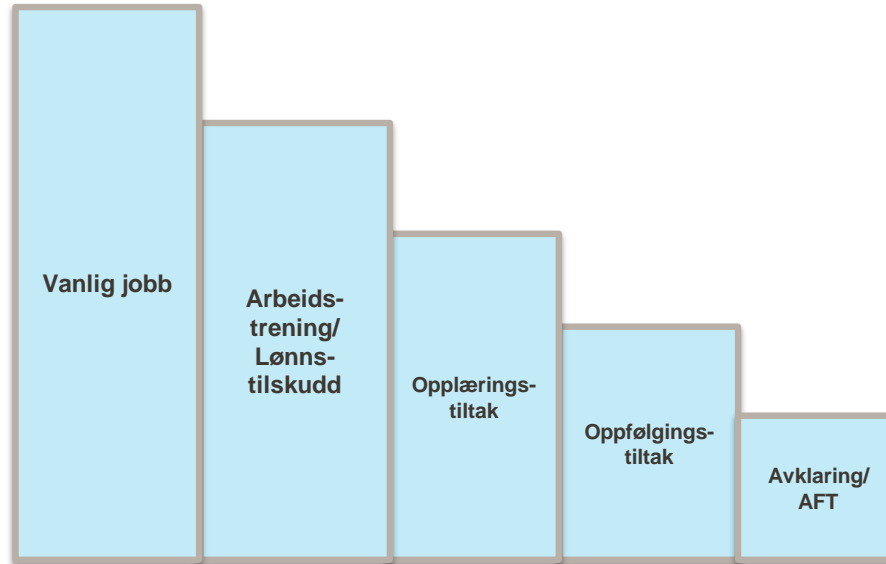 Vanlig jobb
Arbeids-
trening/
Lønns-
tilskudd
Opplærings-
tiltak
Oppfølgings-
tiltak
Avklaring/
AFT